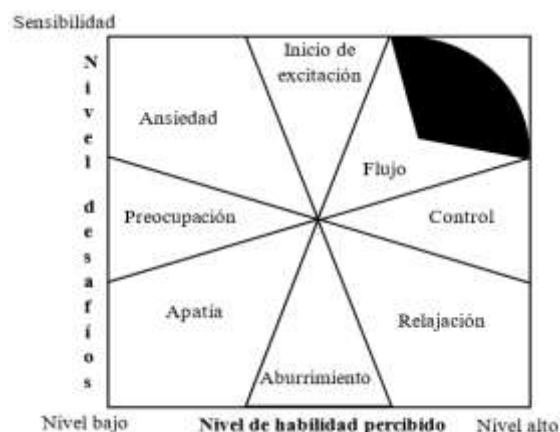 Sensibilidad
Nivel desafíos
Inicio de
excitación
Ansiedad
Flujo
Preocupación
Control
Apatía
Relajación
Aburrimiento
Nivel bajo
Nivel de habilidad percibido
Nivel alto